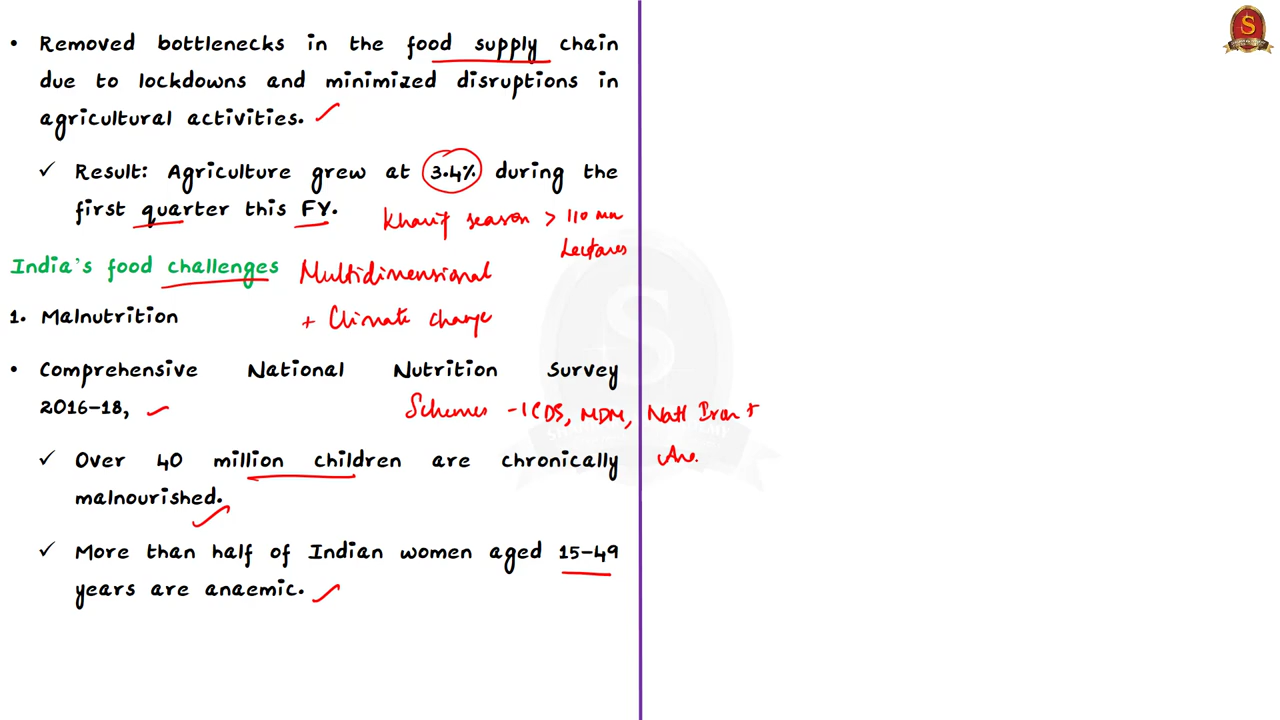 • Removed bottlenecks in the food supply chain
due to lockdowns and minimized disruptions in
agricultural activities.
✓ Result: Agriculture grew at 3.4% during the
first quarter this FY.
Kharif season > 110 mn
hectares
India's food challenges
Multidimensional
1. Malnutrition
+ Climate change
• Comprehensive National Nutrition Survey
2016-18,
Schemes - ICDS, MDM, Natl Iron +
✓ Over 40 million children are chronically
malnourished.
✓ More than half of Indian women aged 15-49
years are anaemic.